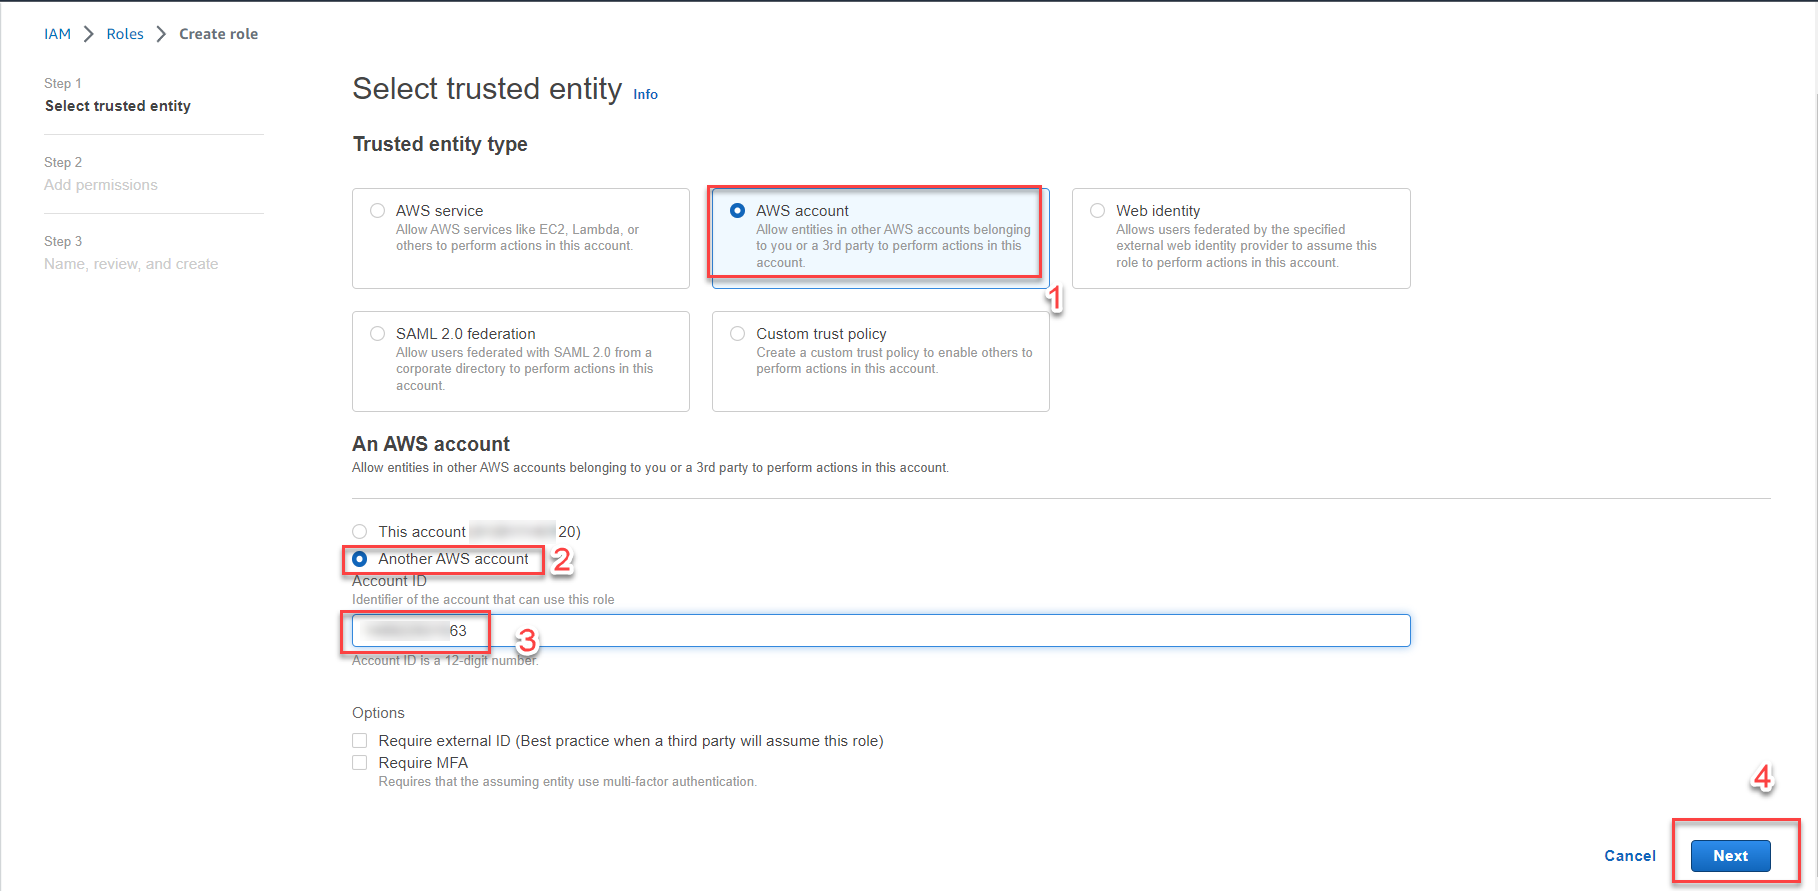 IAM > Roles > Create role
Step 1
Select trusted entity
Step 2
Add permissions
Step 3
Name, review, and create
Select trusted entity Info
Trusted entity type
AWS service
Allow AWS services like EC2, Lambda, or
others to perform actions in this account.
AWS account
Allow entities in other AWS accounts belonging
to you or a 3rd party to perform actions in this
account.
1
Web identity
Allows users federated by the specified
external web identity provider to assume this
role to perform actions in this account.
SAML 2.0 federation
Allow users federated with SAML 2.0 from a
corporate directory to perform actions in this
account.
Custom trust policy
Create a custom trust policy to enable others to
perform actions in this account.
An AWS account
Allow entities in other AWS accounts belonging to you or a 3rd party to perform actions in this account.
This account 20)
Another AWS account 2
Account ID
Identifier of the account that can use this role
63 3
Account ID is a 12-digit number.
Options
Require external ID (Best practice when a third party will assume this role)
Require MFA
Requires that the assuming entity use multi-factor authentication.
4
Cancel Next